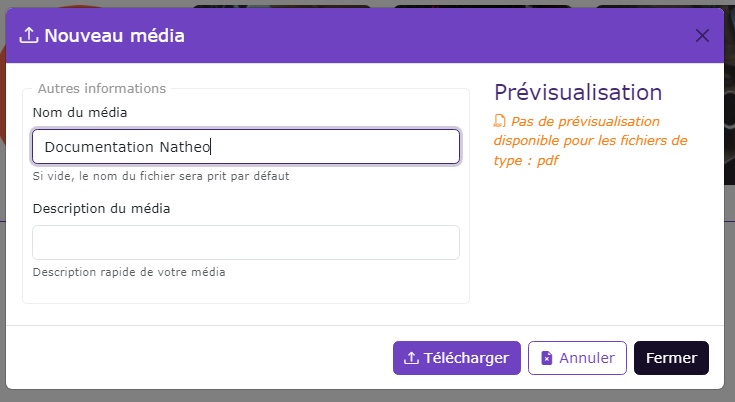 Nouveau média
Autres informations
Nom du média
Documentation Natheo
Si vide, le nom du fichier sera prit par défaut
Description du média
Description rapide de votre média
Prévisualisation
Pas de prévisualisation
disponible pour les fichiers de
type : pdf
Télécharger
Annuler
Fermer